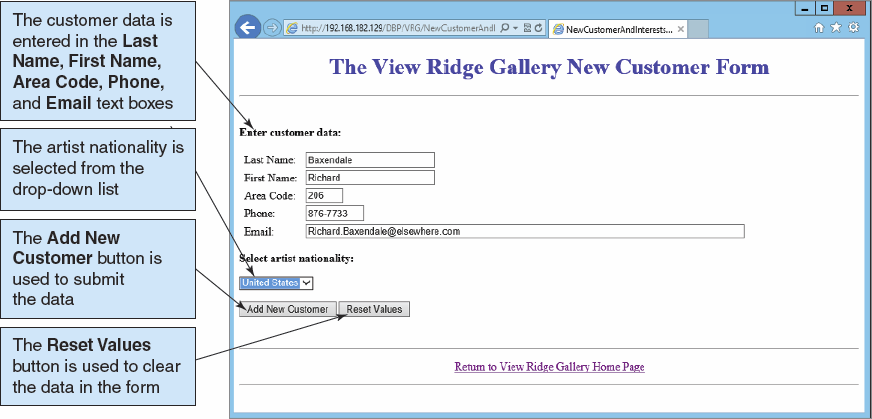 The customer data is
entered in the Last
Name, First Name,
Area Code, Phone,
and Email text boxes
The artist nationality is
selected from the
drop-down list
The Add New
Customer button is
used to submit
the data
The Reset Values
button is used to clear
the data in the form
http://192.168.182.129/DBP/VRG/NewCustomerAndI
NewCustomerAndInterests...
The View Ridge Gallery New Customer Form
Enter customer data:
Last Name: Baxendale
First Name: Richard
Area Code: 206
Phone: 876-7733
Email: Richard.Baxendale@elsewhere.com
Select artist nationality:
United States
Add New Customer Reset Values
Return to View Ridge Gallery Home Page